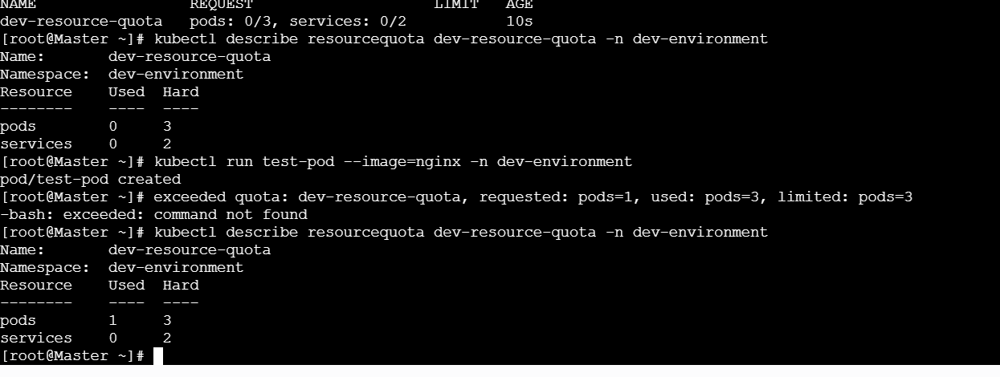 NAME                 REQUEST                     LIMIT   AGE
dev-resource-quota   pods: 0/3, services: 0/2            10s
[root@Master ~]# kubectl describe resourcequota dev-resource-quota -n dev-environment
Name:       dev-resource-quota
Namespace:  dev-environment
Resource    Used  Hard
--------    ----  ----
pods        0     3
services    0     2
[root@Master ~]# kubectl run test-pod --image=nginx -n dev-environment
pod/test-pod created
[root@Master ~]# exceeded quota: dev-resource-quota, requested: pods=1, used: pods=3, limited: pods=3
-bash: exceeded: command not found
[root@Master ~]# kubectl describe resourcequota dev-resource-quota -n dev-environment
Name:       dev-resource-quota
Namespace:  dev-environment
Resource    Used  Hard
--------    ----  ----
pods        1     3
services    0     2
[root@Master ~]#